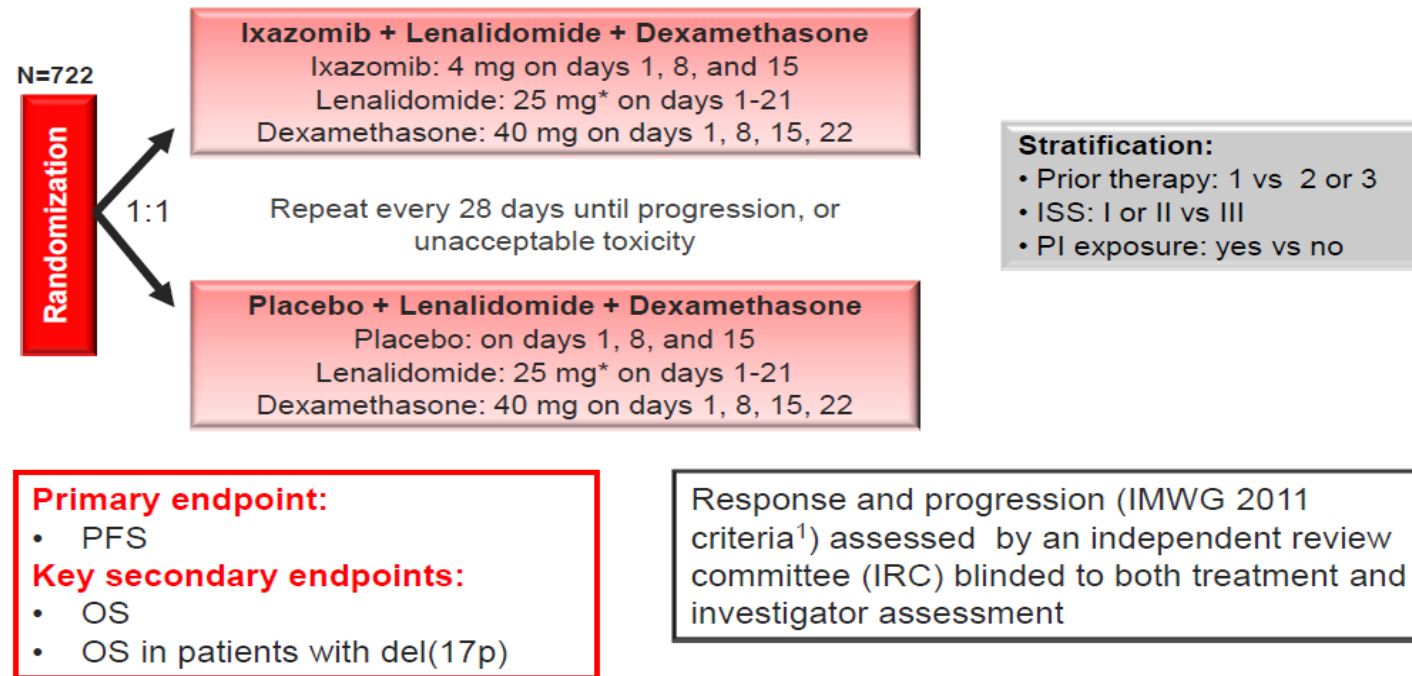 N=722
Randomization
1:1
Ixazomib + Lenalidomide + Dexamethasone
Ixazomib: 4 mg on days 1, 8, and 15
Lenalidomide: 25 mg* on days 1-21
Dexamethasone: 40 mg on days 1, 8, 15, 22
Repeat every 28 days until progression, or
unacceptable toxicity
Placebo + Lenalidomide + Dexamethasone
Placebo: on days 1, 8, and 15
Lenalidomide: 25 mg* on days 1-21
Dexamethasone: 40 mg on days 1, 8, 15, 22
Stratification:
• Prior therapy: 1 vs 2 or 3
• ISS: I or II vs III
• PI exposure: yes vs no
Primary endpoint:
• PFS
Key secondary endpoints:
• OS
• OS in patients with del(17p)
Response and progression (IMWG 2011
criteria¹) assessed by an independent review
committee (IRC) blinded to both treatment and
investigator assessment